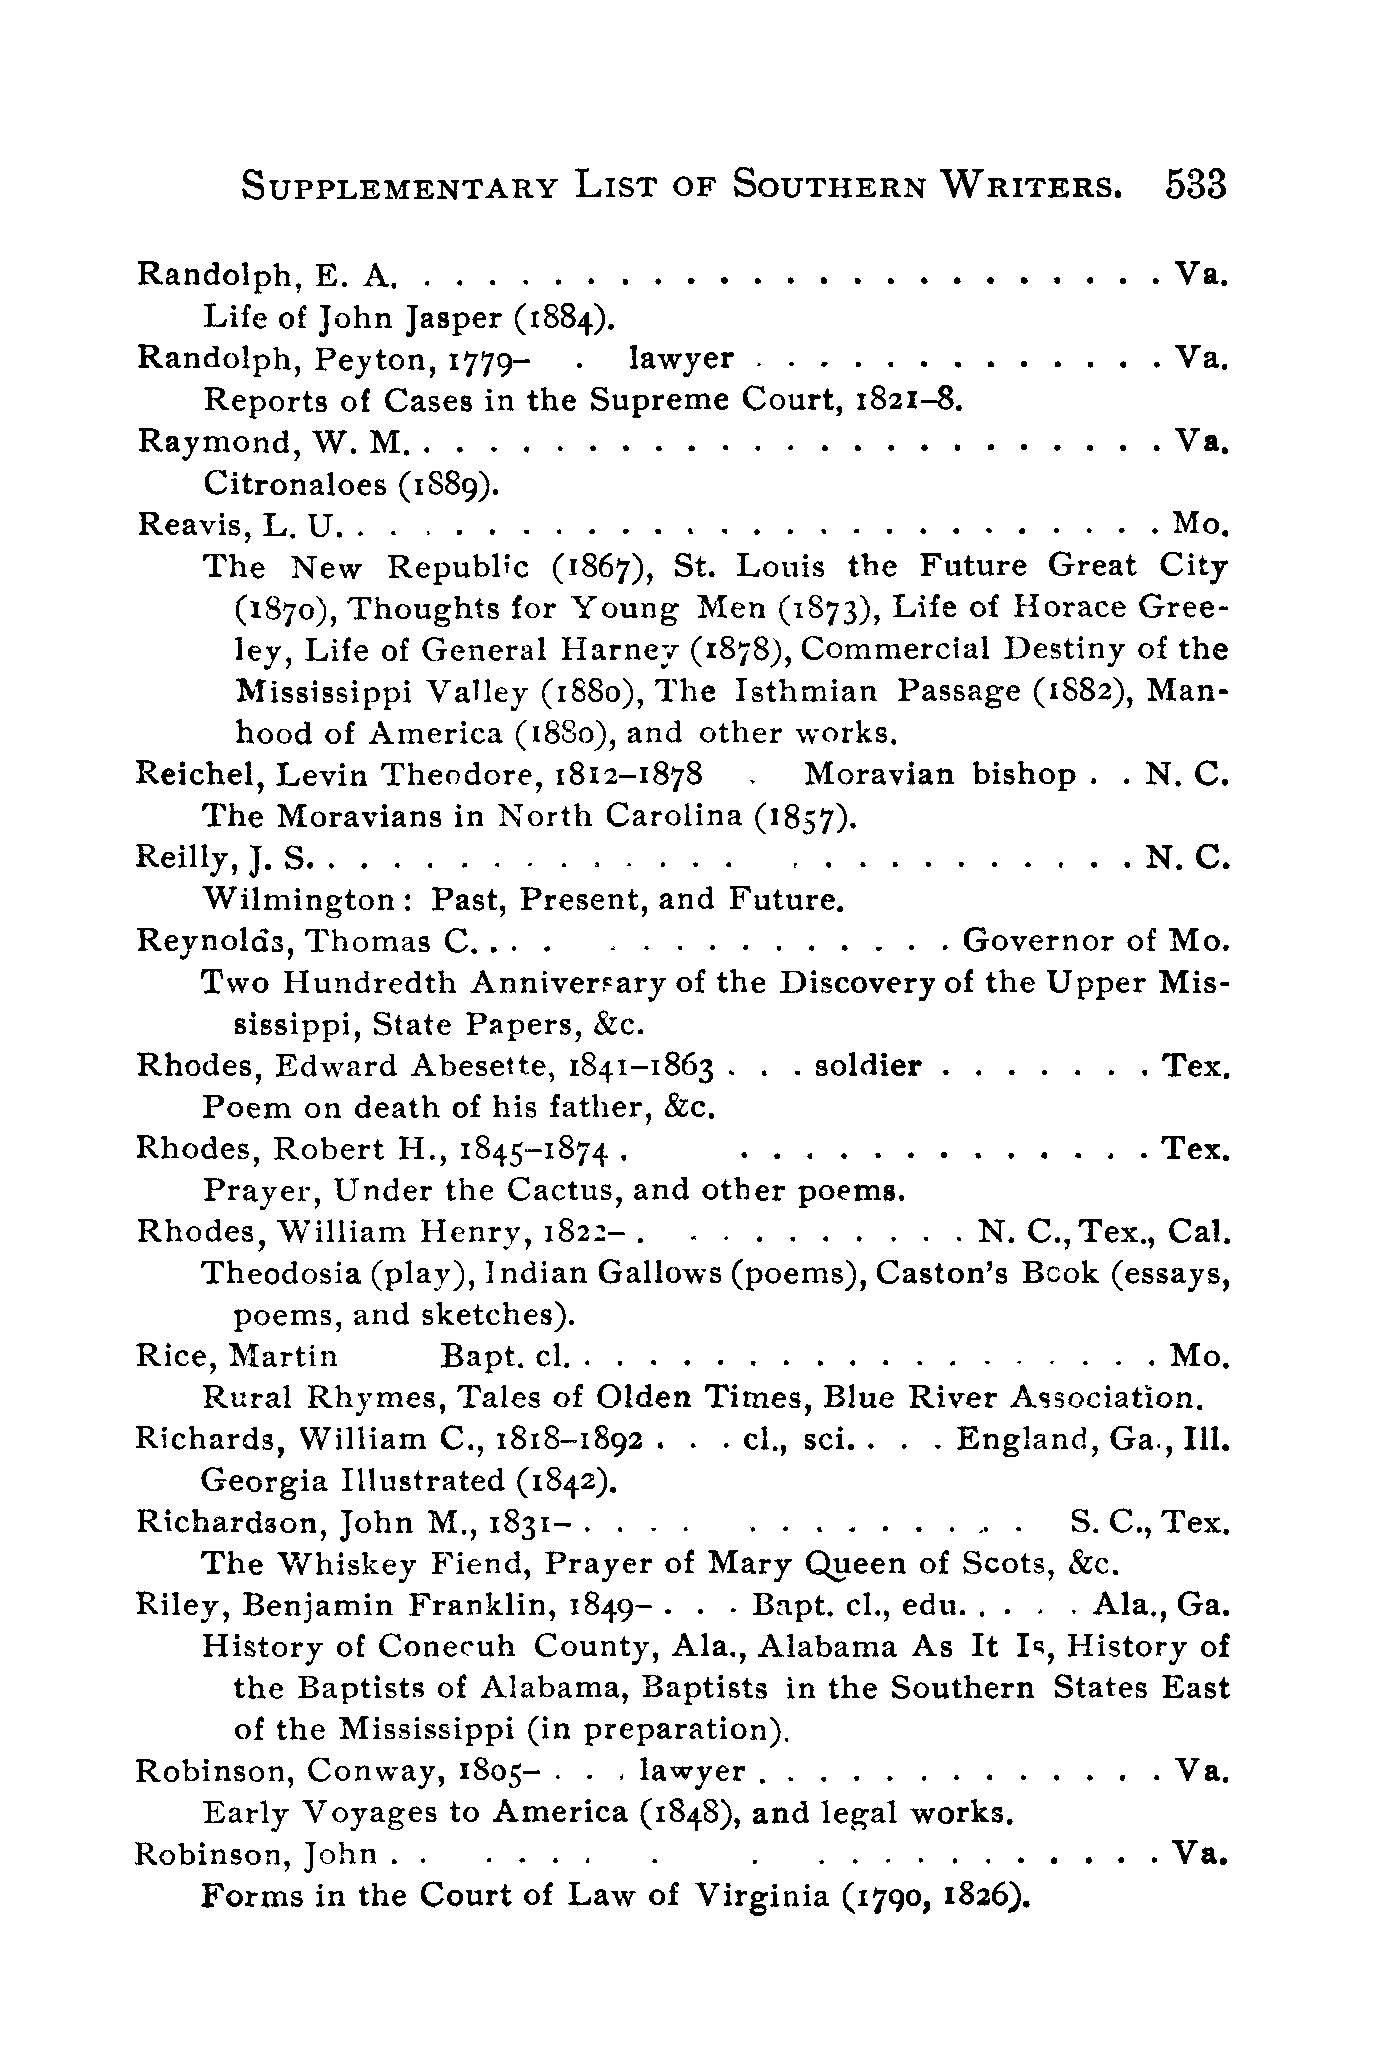 SUPPLEMENTARY LIST OF SOUTHERN WRITERS. 533
Randolph, E. A. . . . . . . . . . . . . . . . . . . . . . . . Va.
Life of John Jasper (1884).
Randolph, Peyton, 1779– . lawyer . . . . . . . . . . . . . Va.
Reports of Cases in the Supreme Court, 1821–8.
Raymond, W. M. . . . . . . . . . . . . . . . . . . . . . . . Va.
Citronaloes (1889).
Reavis, L. U. . . . . . . . . . . . . . . . . . . . . . . . . . Mo.
The New Republic (1867), St. Louis the Future Great City
(1870), Thoughts for Young Men (1873), Life of Horace Gree-
ley, Life of General Harney (1878), Commercial Destiny of the
Mississippi Valley (1880), The Isthmian Passage (1882), Man-
hood of America (1880), and other works.
Reichel, Levin Theodore, 1812–1878 . Moravian bishop . . N. C.
The Moravians in North Carolina (1857).
Reilly, J. S. . . . . . . . . . . . . . . . . . . . . . . . . N. C.
Wilmington: Past, Present, and Future.
Reynolds, Thomas C. . . . . . . . . . . . . . . Governor of Mo.
Two Hundredth Anniversary of the Discovery of the Upper Mis-
sissippi, State Papers, &c.
Rhodes, Edward Abesette, 1841–1863 . . . soldier . . . . . . . Tex.
Poem on death of his father, &c.
Rhodes, Robert H., 1845–1874 . . . . . . . . . . . . . . Tex.
Prayer, Under the Cactus, and other poems.
Rhodes, William Henry, 1822– . . . . . . . . . . N. C., Tex., Cal.
Theodosia (play), Indian Gallows (poems), Caston's Book (essays,
poems, and sketches).
Rice, Martin Bapt. cl. . . . . . . . . . . . . . . . . . . Mo.
Rural Rhymes, Tales of Olden Times, Blue River Association.
Richards, William C., 1818–1892 . . . cl., sci. . . . . England, Ga., Ill.
Georgia Illustrated (1842).
Richardson, John M., 1831– . . . . . . . . . . . . . S. C., Tex.
The Whiskey Fiend, Prayer of Mary Queen of Scots, &c.
Riley, Benjamin Franklin, 1849– . . . Bapt. cl., edu. . . . . Ala., Ga.
History of Conecuh County, Ala., Alabama As It Is, History of
the Baptists of Alabama, Baptists in the Southern States East
of the Mississippi (in preparation).
Robinson, Conway, 1805– . . . lawyer . . . . . . . . . . . . . Va.
Early Voyages to America (1848), and legal works.
Robinson, John . . . . . . . . . . . . . . . . . . . . Va.
Forms in the Court of Law of Virginia (1790, 1826).